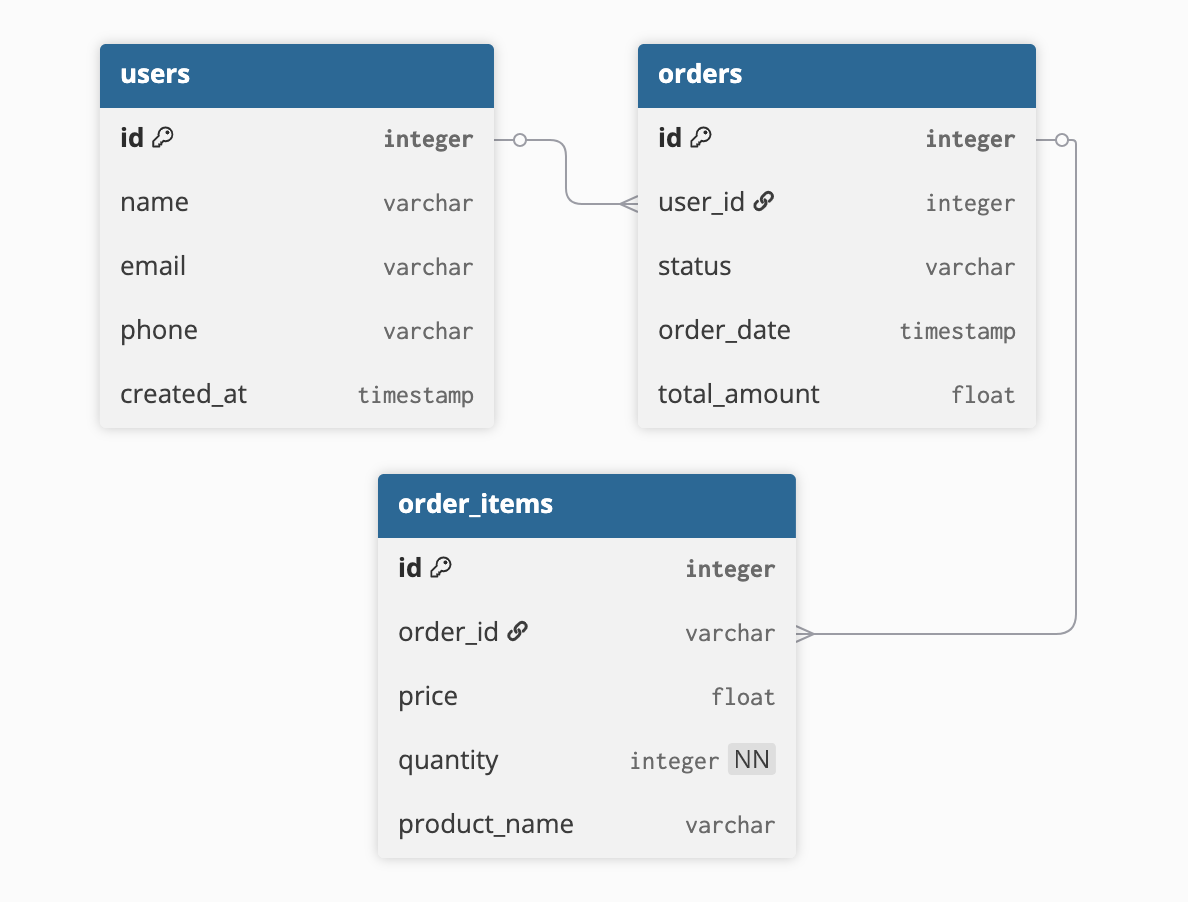 users
id integer
name varchar
email varchar
phone varchar
created_at timestamp
orders
id integer
user_id integer
status varchar
order_date timestamp
total_amount float
order_items
id integer
order_id varchar
price float
quantity integer NN
product_name varchar